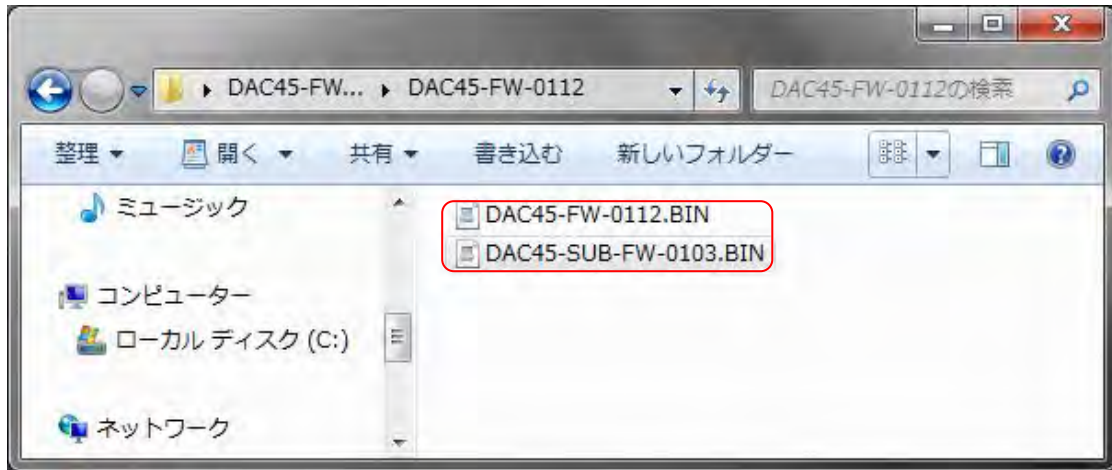 DAC45-FW... DAC45-FW-0112 DAC45-FW-0112の検索
整理 開く 共有 書き込む 新しいフォルダー
ミュージック
DAC45-FW-0112.BIN
DAC45-SUB-FW-0103.BIN
コンピューター
ローカル ディスク (C:)
ネットワーク